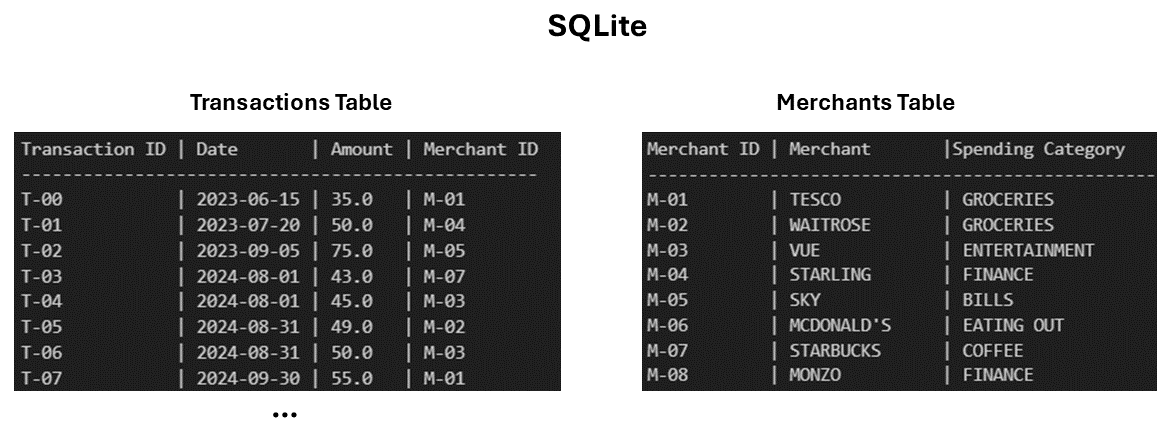 SQLite
Transactions Table
Transaction ID | Date | Amount | Merchant ID
--------------------------------------------------
T-00 | 2023-06-15 | 35.0 | M-01
T-01 | 2023-07-20 | 50.0 | M-04
T-02 | 2023-09-05 | 75.0 | M-05
T-03 | 2024-08-01 | 43.0 | M-07
T-04 | 2024-08-01 | 45.0 | M-03
T-05 | 2024-08-31 | 49.0 | M-02
T-06 | 2024-08-31 | 50.0 | M-03
T-07 | 2024-09-30 | 55.0 | M-01
...
Merchants Table
Merchant ID | Merchant |Spending Category
--------------------------------------------------
M-01 | TESCO | GROCERIES
M-02 | WAITROSE | GROCERIES
M-03 | VUE | ENTERTAINMENT
M-04 | STARLING | FINANCE
M-05 | SKY | BILLS
M-06 | MCDONALD'S | EATING OUT
M-07 | STARBUCKS | COFFEE
M-08 | MONZO | FINANCE